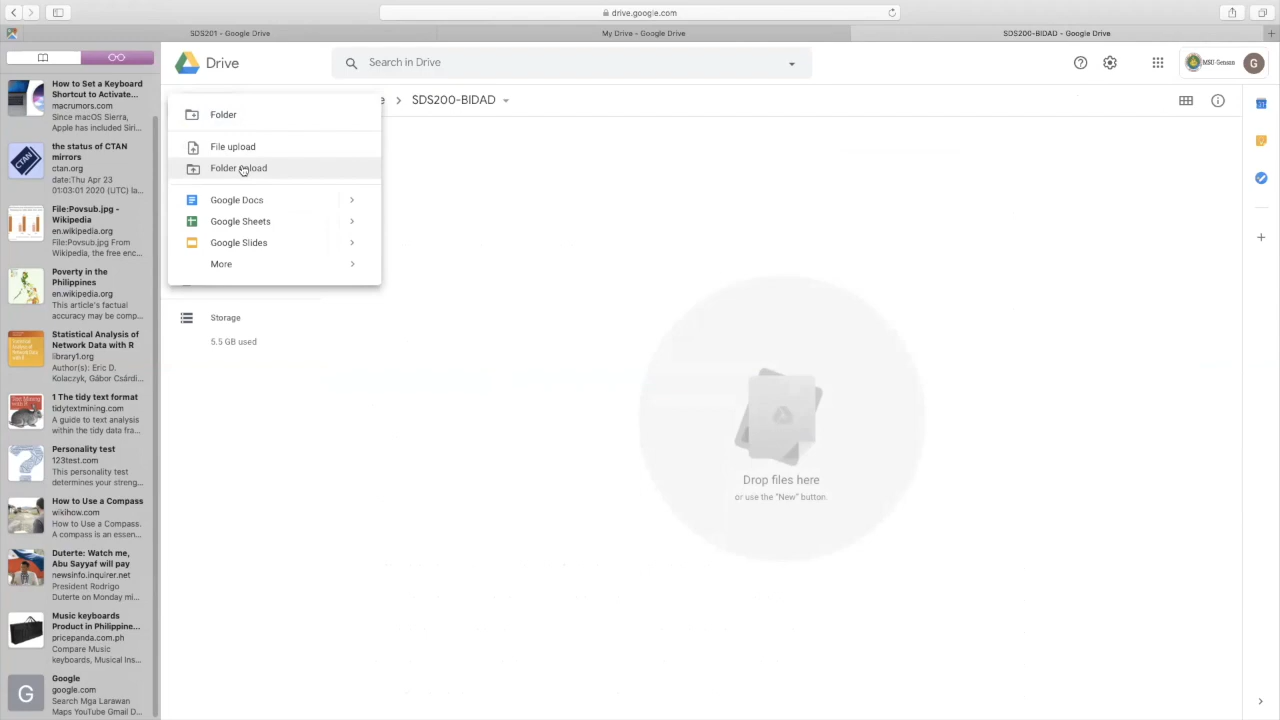 drive.google.com
SDS201 - Google Drive
My Drive - Google Drive
SDS200-BIDAD - Google Drive
How to Set a Keyboard
Shortcut to Activate...
macrumors.com
Since macOS Sierra,
Apple has included Siri...
the status of CTAN
mirrors
ctan.org
date:Thu Apr 23
01:03:01 2020 (UTC) la...
File:Povsub.jpg -
Wikipedia
en.wikipedia.org
File:Povsub.jpg From
Wikipedia, the free enc...
Poverty in the
Philippines
en.wikipedia.org
This article's factual
accuracy may be comp...
Statistical Analysis of
Network Data with R
library1.org
Author(s): Eric D.
Kolaczyk, Gábor Csárdi...
1 The tidy text format
tidytextmining.com
A guide to text analysis
within the tidy data fra...
Personality test
123test.com
This personality test
determines your streng...
How to Use a Compass
wikihow.com
How to Use a Compass.
A compass is an essen...
Duterte: Watch me,
Abu Sayyaf will pay
newsinfo.inquirer.net
President Rodrigo
Duterte on Monday mi...
Music keyboards
Product in Philippine...
pricepanda.com.ph
Compare Music
keyboards, Musical Ins...
G
Google
google.com
Search Mga Larawan
Maps YouTube Gmail D...
Drive
Search in Drive
MSU-Gensan
G
e > SDS200-BIDAD
Folder
File upload
Folder upload
Google Docs
Google Sheets
Google Slides
More
Storage
5.5 GB used
Drop files here
or use the "New" button.